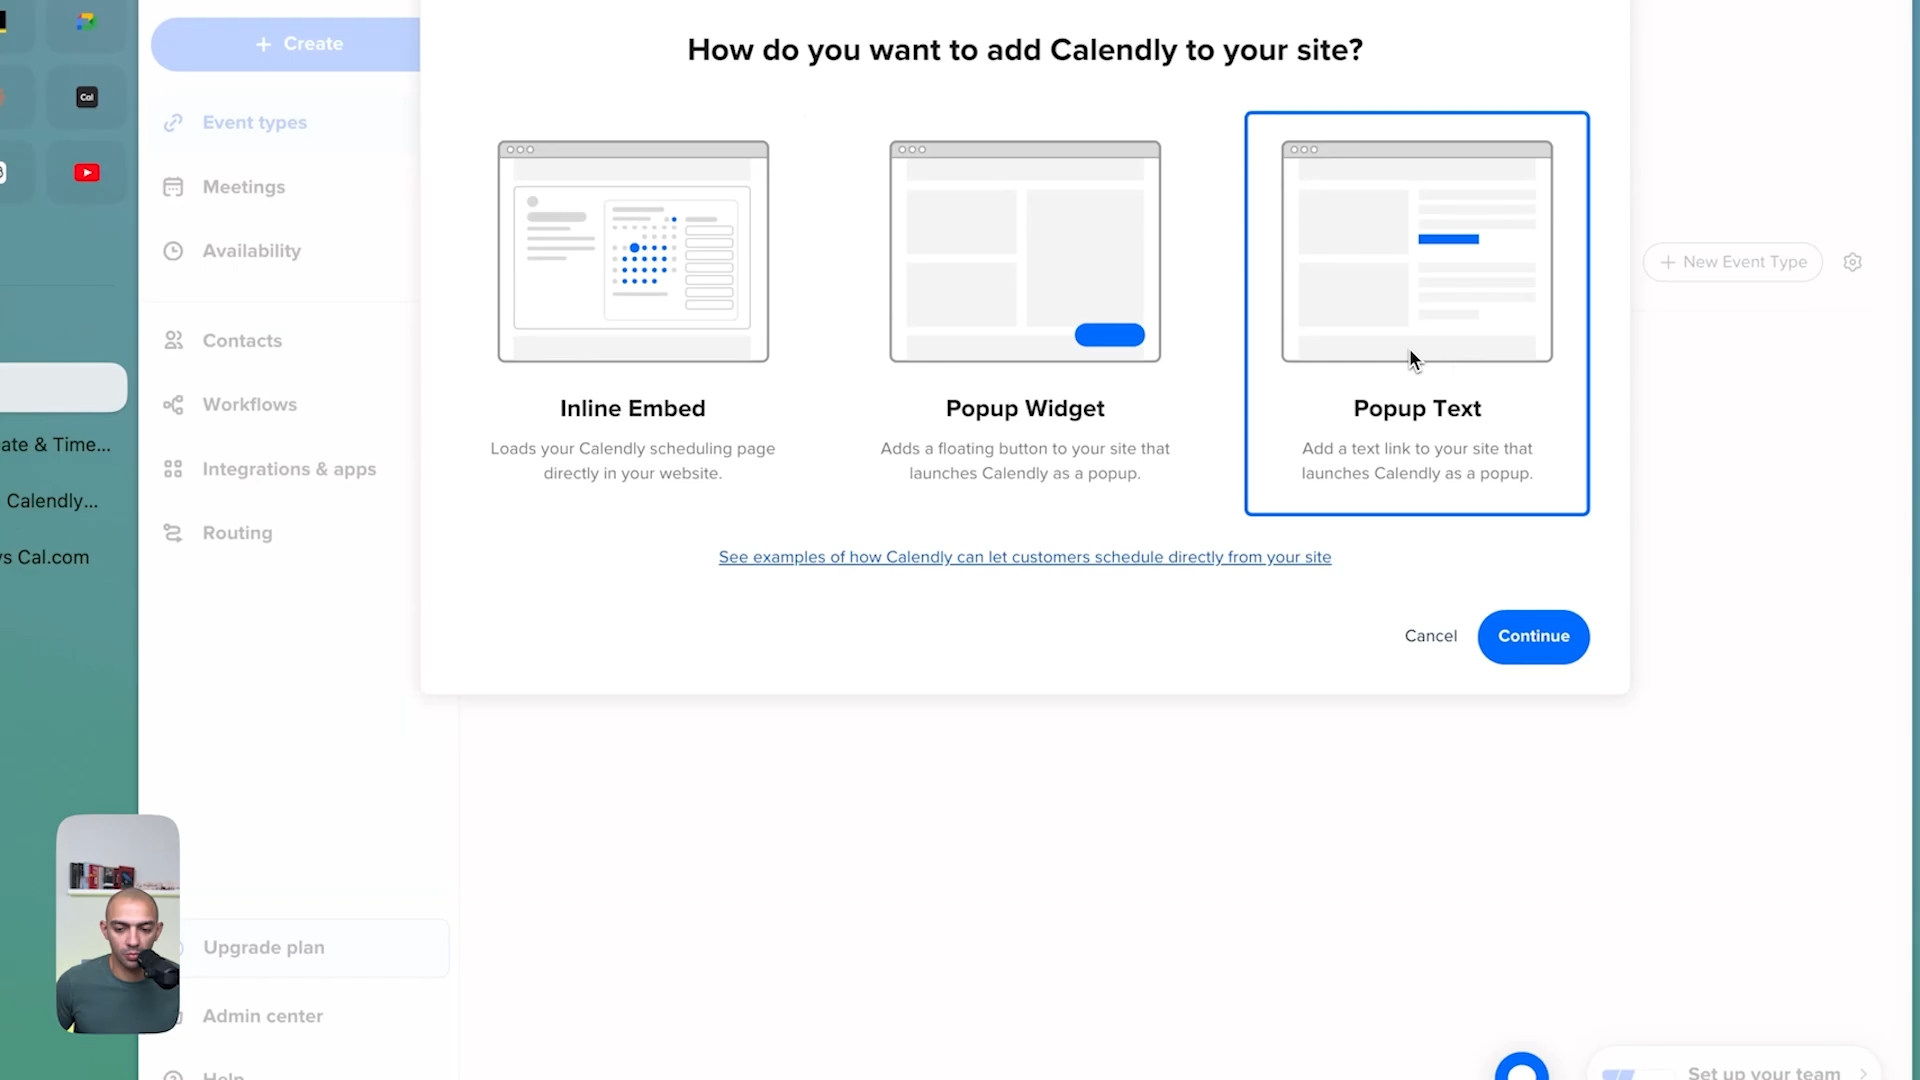 How do you want to add Calendly to your site?
+ Create
Cal
Event types
Meetings
Availability
Contacts
Workflows
Integrations & apps
Routing
ate & Time...
Calendly...
s Cal.com
Inline Embed
Loads your Calendly scheduling page
directly in your website.
Popup Widget
Adds a floating button to your site that
launches Calendly as a popup.
Popup Text
Add a text link to your site that
launches Calendly as a popup.
See examples of how Calendly can let customers schedule directly from your site
Cancel
Continue
+ New Event Type
Upgrade plan
Admin center
Help
Set up your team